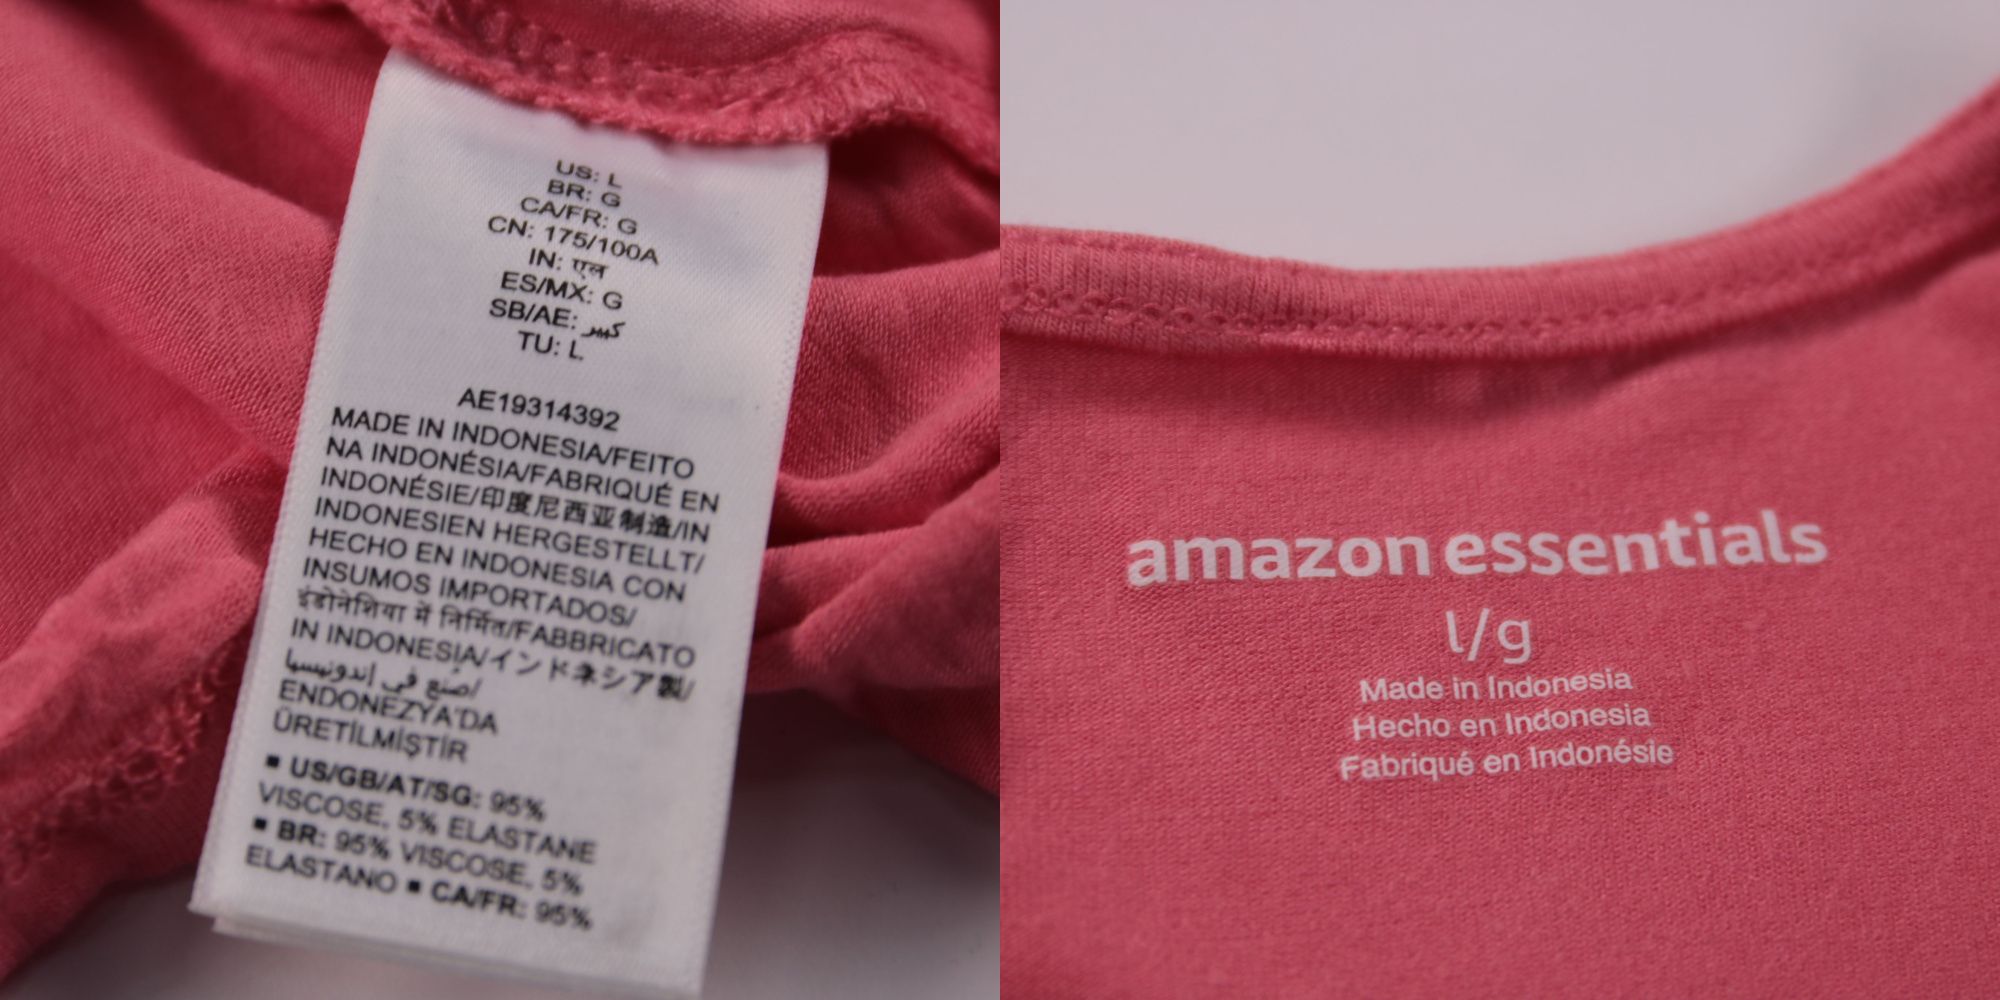 US: L
BR: G
CA/FR: G
CN: 175/100A
IN: एल
ES/MX: G
SB/AE: كبير
TU: L
AE19314392
MADE IN INDONESIA/FEITO
NA INDONÉSIA/FABRIQUÉ EN
INDONÉSIE/印度尼西亚制造/IN
INDONESIEN HERGESTELLT/
HECHO EN INDONESIA CON
INSUMOS IMPORTADOS/
इंडोनेशिया में निर्मित/FABBRICATO
IN INDONESIA/インドネシア製/
صُنع في إندونيسيا/
ENDONEZYA'DA
ÜRETİLMİŞTİR
▪ US/GB/AT/SG: 95%
VISCOSE, 5% ELASTANE
▪ BR: 95% VISCOSE, 5%
ELASTANO ▪ CA/FR: 95%
amazon essentials
l/g
Made in Indonesia
Hecho en Indonesia
Fabriqué en Indonésie